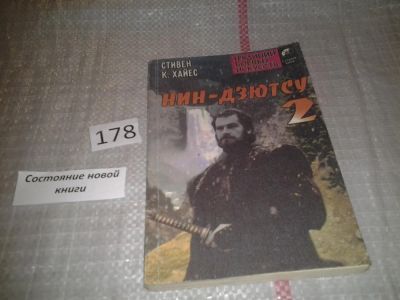 СТИВЕН
К. ХАЙЕС
НИН-ДЗЮТСУ
2
178
Состояние новой
книги